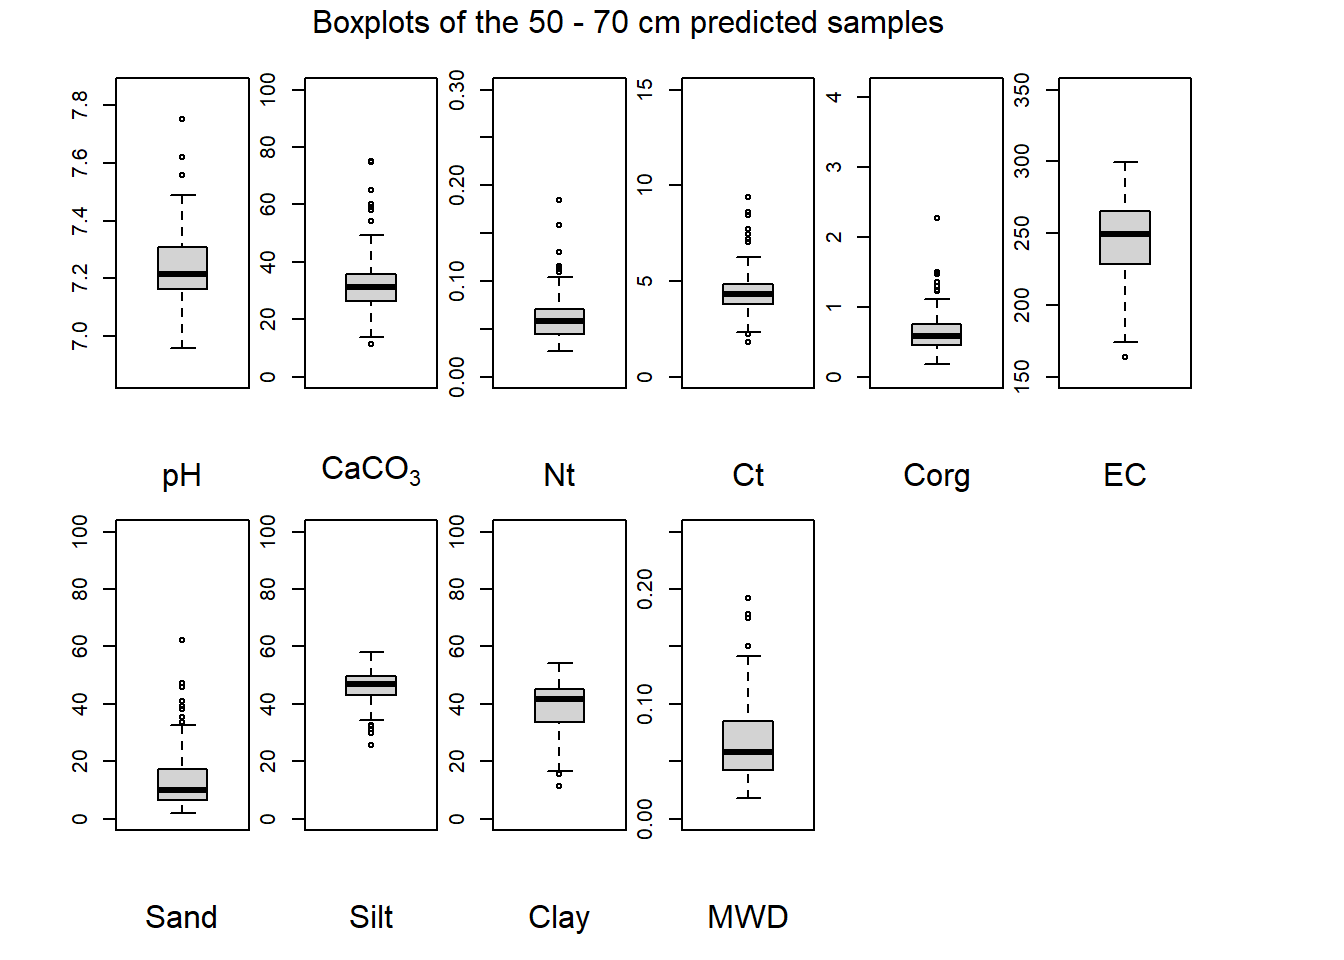 Boxplots of the 50 - 70 cm predicted samples
7.0 7.2 7.4 7.6 7.8
0 20 40 60 80 100
0.00 0.10 0.20 0.30
0 5 10 15
0 1 2 3 4
150 200 250 300 350
pH CaCO₃ Nt Ct Corg EC
0 20 40 60 80 100
0 20 40 60 80 100
0 20 40 60 80 100
0.00 0.10 0.20
Sand Silt Clay MWD